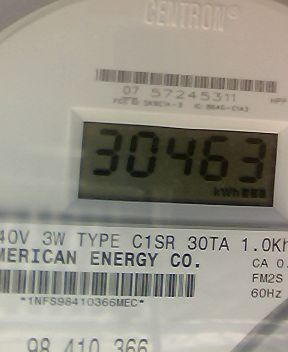 CENTRON®
07 57245311
30463
kWh
40V 3W TYPE C1SR 30TA 1.0Kh
MERICAN ENERGY CO.
CA 0.
FM2S
*1NFS98410366MEC*
60Hz
98 410 366